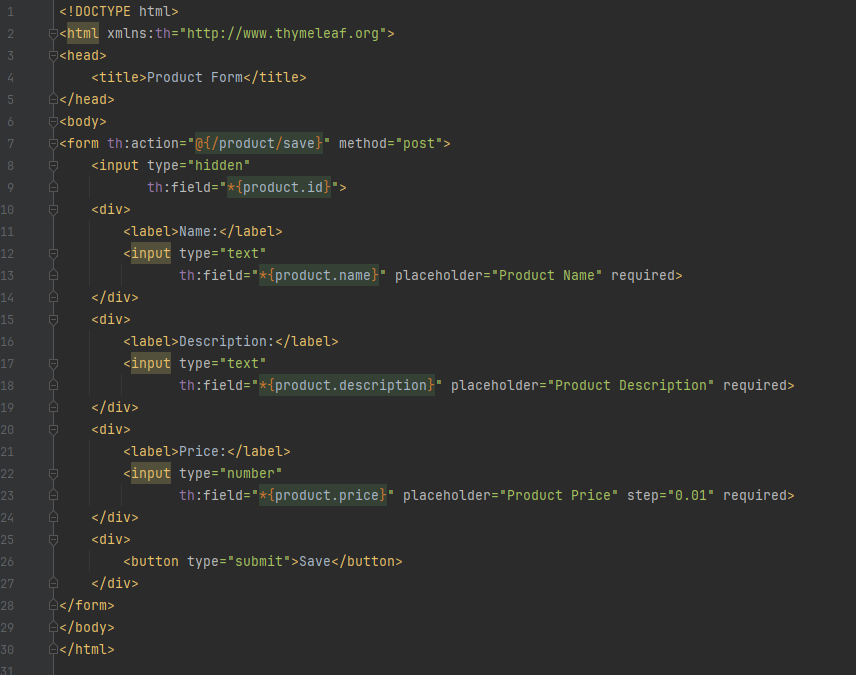 1 <!DOCTYPE html>
2 <html xmlns:th="http://www.thymeleaf.org">
3 <head>
4     <title>Product Form</title>
5 </head>
6 <body>
7 <form th:action="@{/product/save}" method="post">
8     <input type="hidden"
9            th:field="*{product.id}">
10     <div>
11         <label>Name:</label>
12         <input type="text"
13                th:field="*{product.name}" placeholder="Product Name" required>
14     </div>
15     <div>
16         <label>Description:</label>
17         <input type="text"
18                th:field="*{product.description}" placeholder="Product Description" required>
19     </div>
20     <div>
21         <label>Price:</label>
22         <input type="number"
23                th:field="*{product.price}" placeholder="Product Price" step="0.01" required>
24     </div>
25     <div>
26         <button type="submit">Save</button>
27     </div>
28 </form>
29 </body>
30 </html>
31